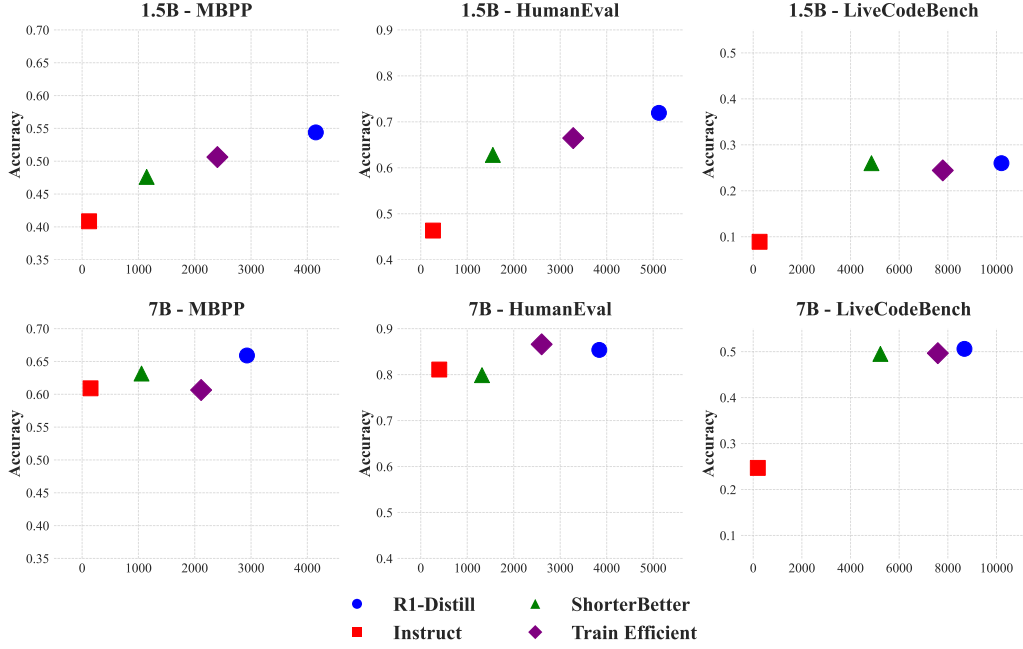 1.5B - MBPP
0.70
0.65
0.60
0.55
0.50
0.45
0.40
0.35
Accuracy
0 1000 2000 3000 4000
1.5B - HumanEval
0.9
0.8
0.7
0.6
0.5
0.4
Accuracy
0 1000 2000 3000 4000 5000
1.5B - LiveCodeBench
0.5
0.4
0.3
0.2
0.1
Accuracy
0 2000 4000 6000 8000 10000
7B - MBPP
0.70
0.65
0.60
0.55
0.50
0.45
0.40
0.35
Accuracy
0 1000 2000 3000 4000
7B - HumanEval
0.9
0.8
0.7
0.6
0.5
0.4
Accuracy
0 1000 2000 3000 4000 5000
7B - LiveCodeBench
0.5
0.4
0.3
0.2
0.1
Accuracy
0 2000 4000 6000 8000 10000
R1-Distill
Instruct
ShorterBetter
Train Efficient